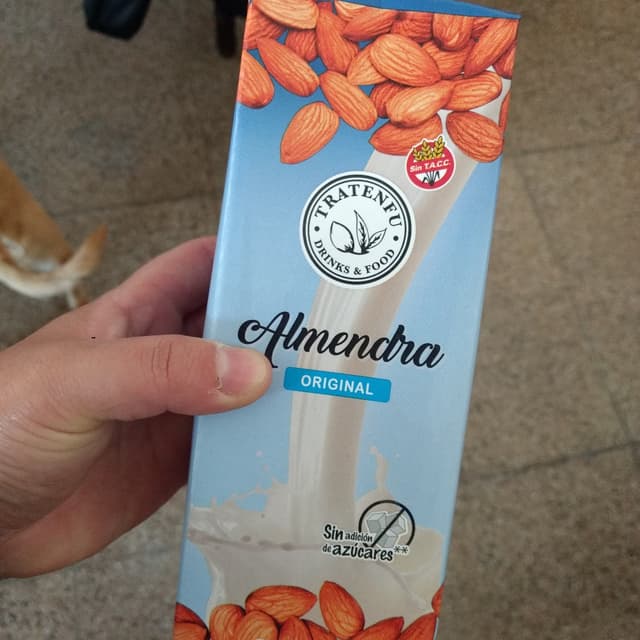 Sin T.A.C.C.
TRATENFU
DRINKS & FOOD
Almendra
ORIGINAL
Sin adición
de azúcares**